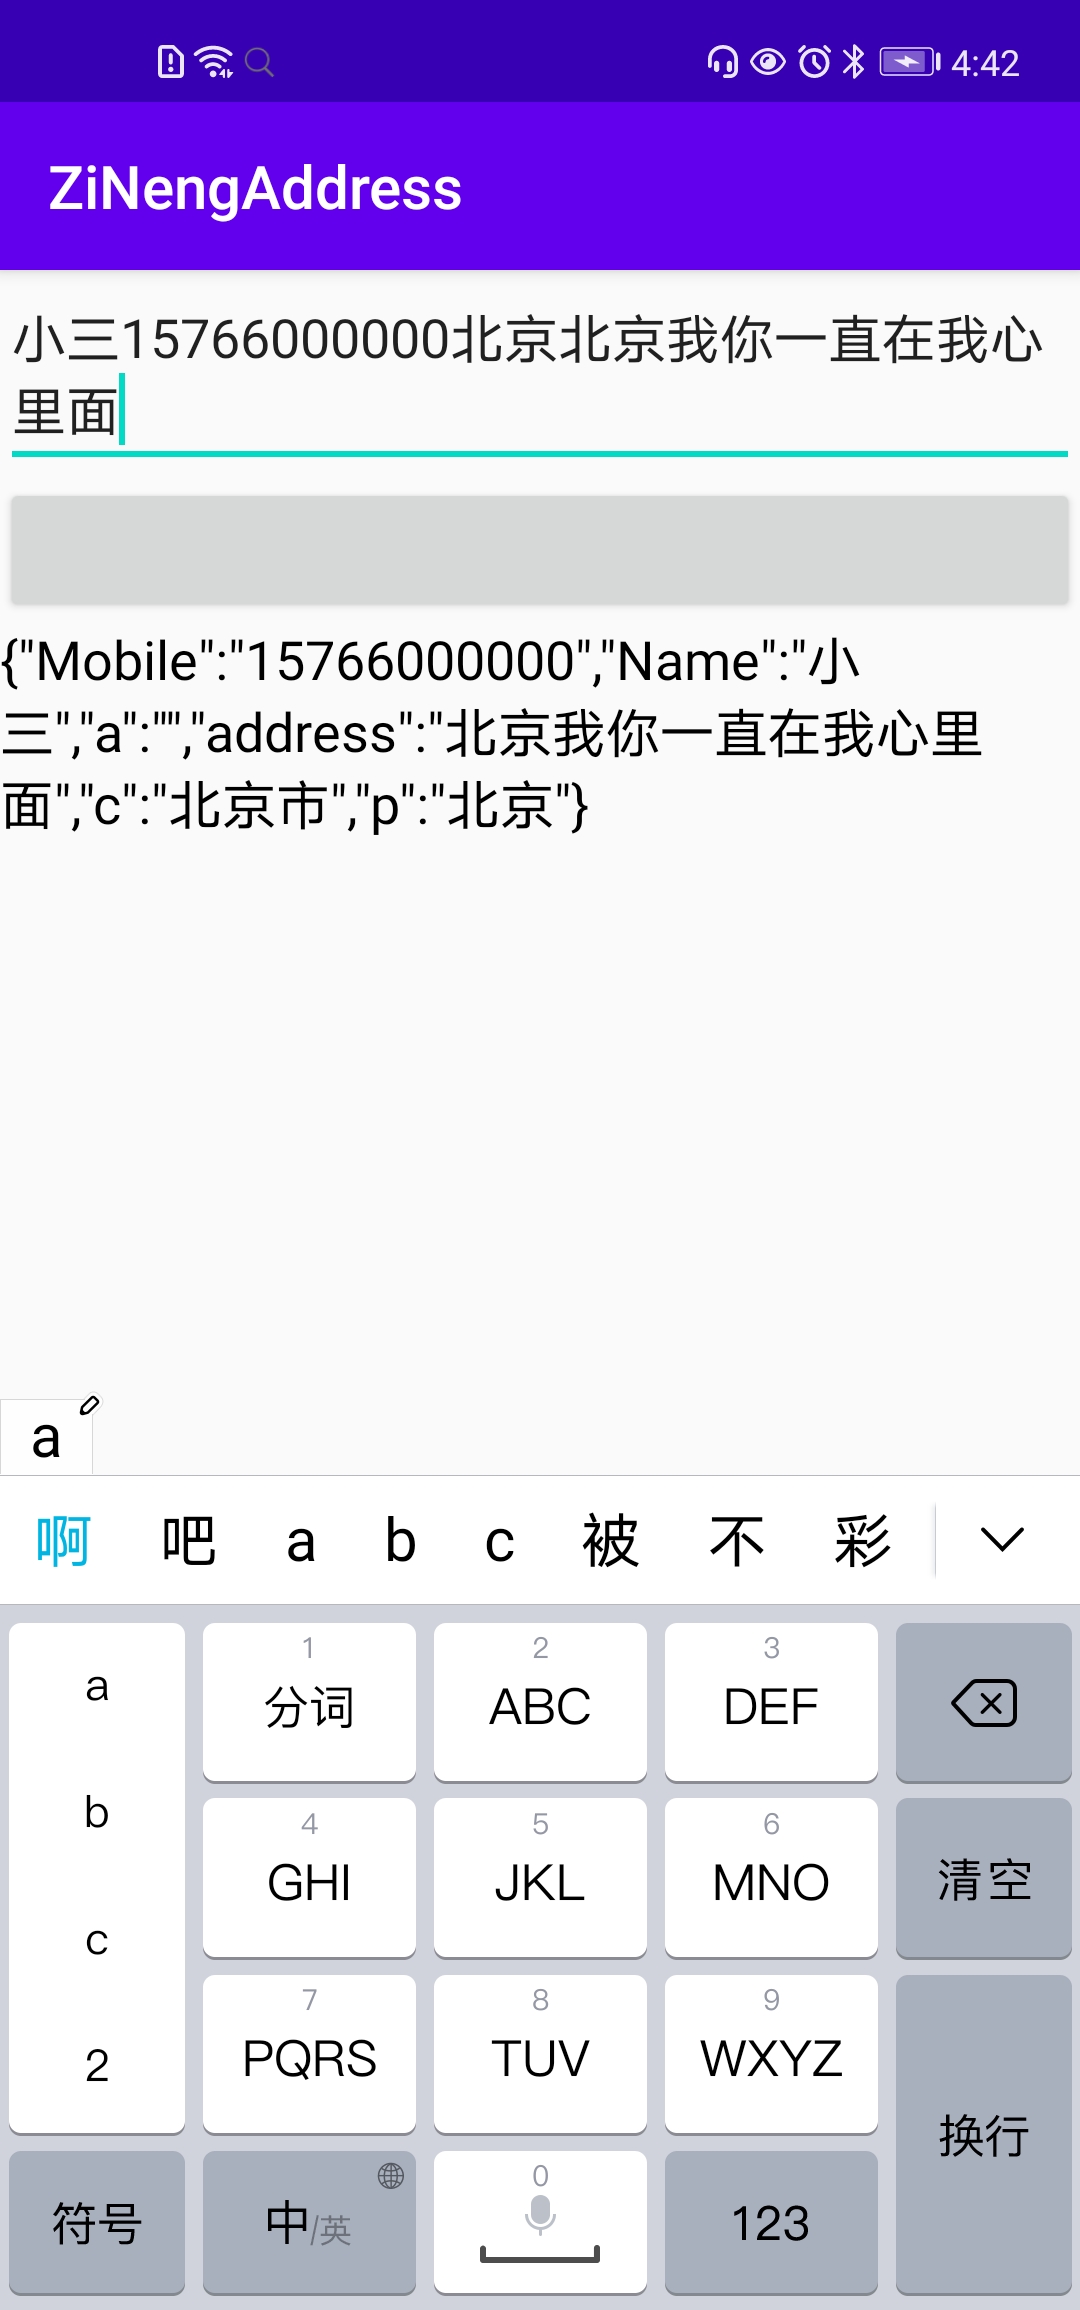 4:42
ZiNengAddress
小三15766000000北京北京我你一直在我心
里面
{"Mobile":"15766000000","Name":"小
三","a":"","address":"北京我你一直在我心里
面","c":"北京市","p":"北京"}
a
啊 吧 a b c 被 不 彩
a
b
c
2
1 2 3
分词 ABC DEF
4 5 6
GHI JKL MNO 清空
7 8 9
PQRS TUV WXYZ
换行
0
符号 中/英 123